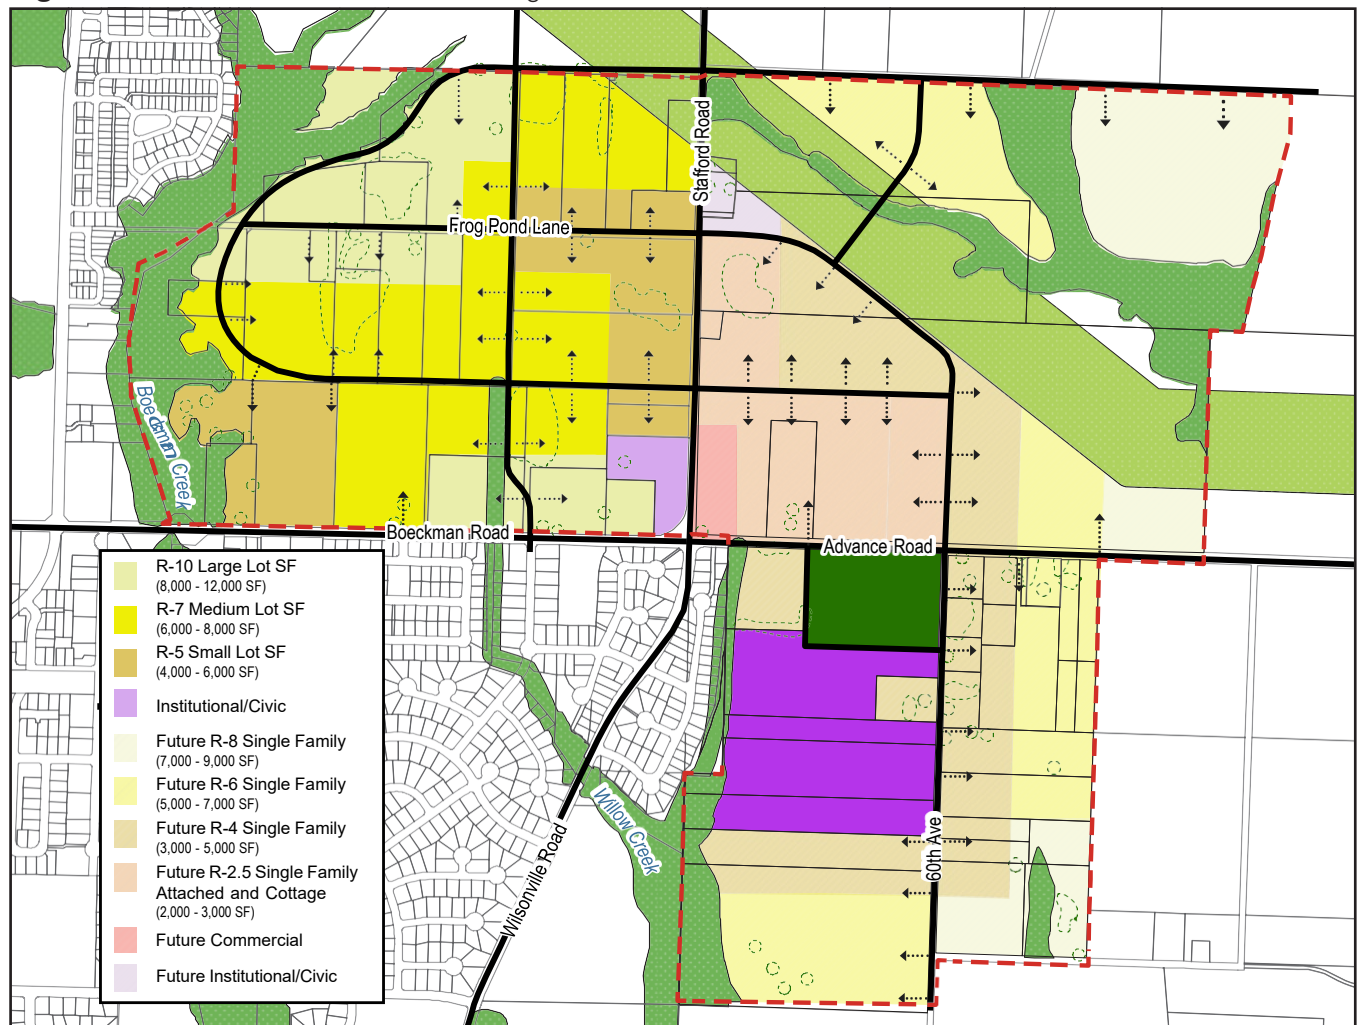 Stafford Road
Frog Pond Lane
Boeckman Creek
Boeckman Road
Advance Road
R-10 Large Lot SF
(8,000 - 12,000 SF)
R-7 Medium Lot SF
(6,000 - 8,000 SF)
R-5 Small Lot SF
(4,000 - 6,000 SF)
Institutional/Civic
Future R-8 Single Family
(7,000 - 9,000 SF)
Future R-6 Single Family
(5,000 - 7,000 SF)
Future R-4 Single Family
(3,000 - 5,000 SF)
Future R-2.5 Single Family
Attached and Cottage
(2,000 - 3,000 SF)
Future Commercial
Future Institutional/Civic
Willow Creek
Wilsonville Road
60th Ave